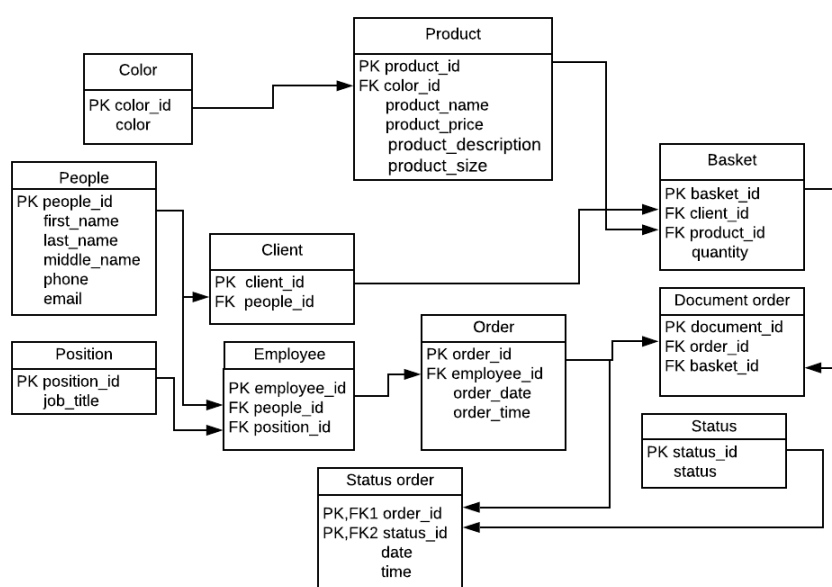 Color
PK color_id
color
Product
PK product_id
FK color_id
product_name
product_price
product_description
product_size
People
PK people_id
first_name
last_name
middle_name
phone
email
Client
PK client_id
FK people_id
Basket
PK basket_id
FK client_id
FK product_id
quantity
Position
PK position_id
job_title
Employee
PK employee_id
FK people_id
FK position_id
Order
PK order_id
FK employee_id
order_date
order_time
Document order
PK document_id
FK order_id
FK basket_id
Status
PK status_id
status
Status order
PK,FK1 order_id
PK,FK2 status_id
date
time